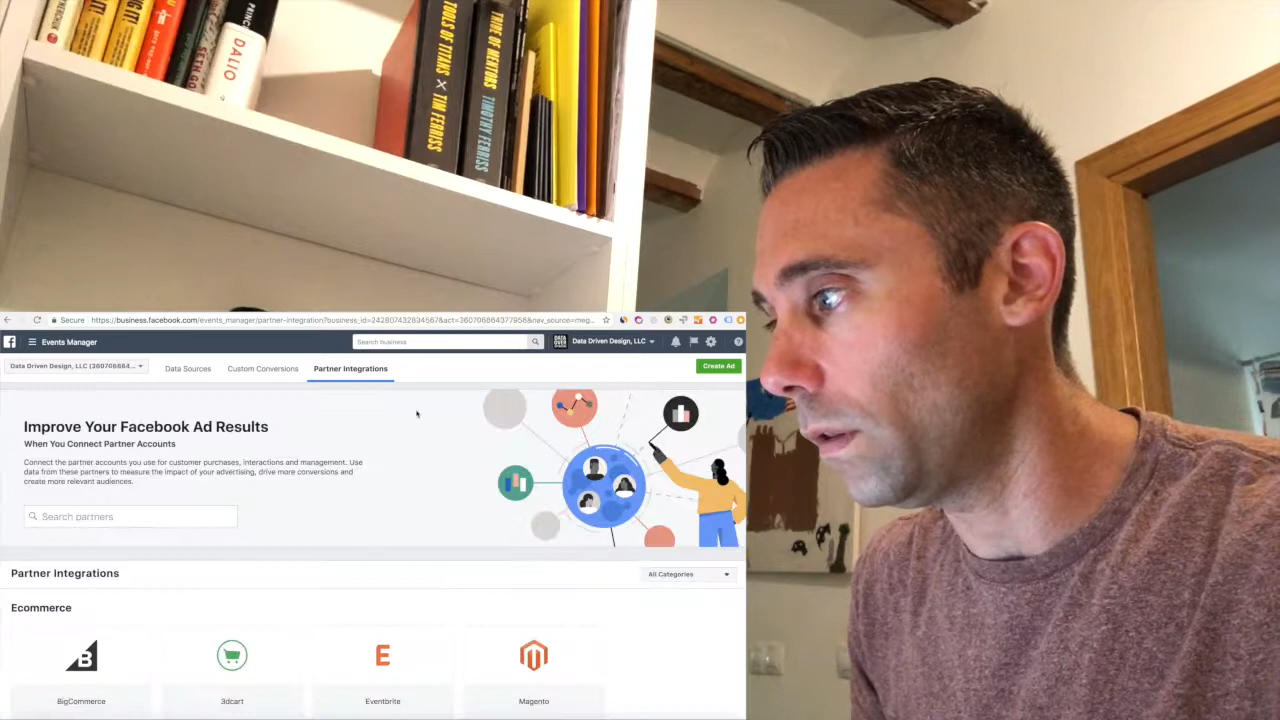 DALIO
PRINC
SETH GO
TOOLS OF TITANS × TIM FERRISS
TRIBE OF MENTORS TIMOTHY FERRISS
Secure
https://business.facebook.com/events_manager/partner-integration?business_id=242807432834567&act=360706664377958&nav_source=meg...
Events Manager
Search business
Data Driven Design, LLC
Data Driven Design, LLC (360706664...
Data Sources
Custom Conversions
Partner Integrations
Create Ad
Improve Your Facebook Ad Results
When You Connect Partner Accounts
Connect the partner accounts you use for customer purchases, interactions and management. Use
data from these partners to measure the impact of your advertising, drive more conversions and
create more relevant audiences.
Search partners
Partner Integrations
All Categories
Ecommerce
B
E
BigCommerce
3dcart
Eventbrite
Magento